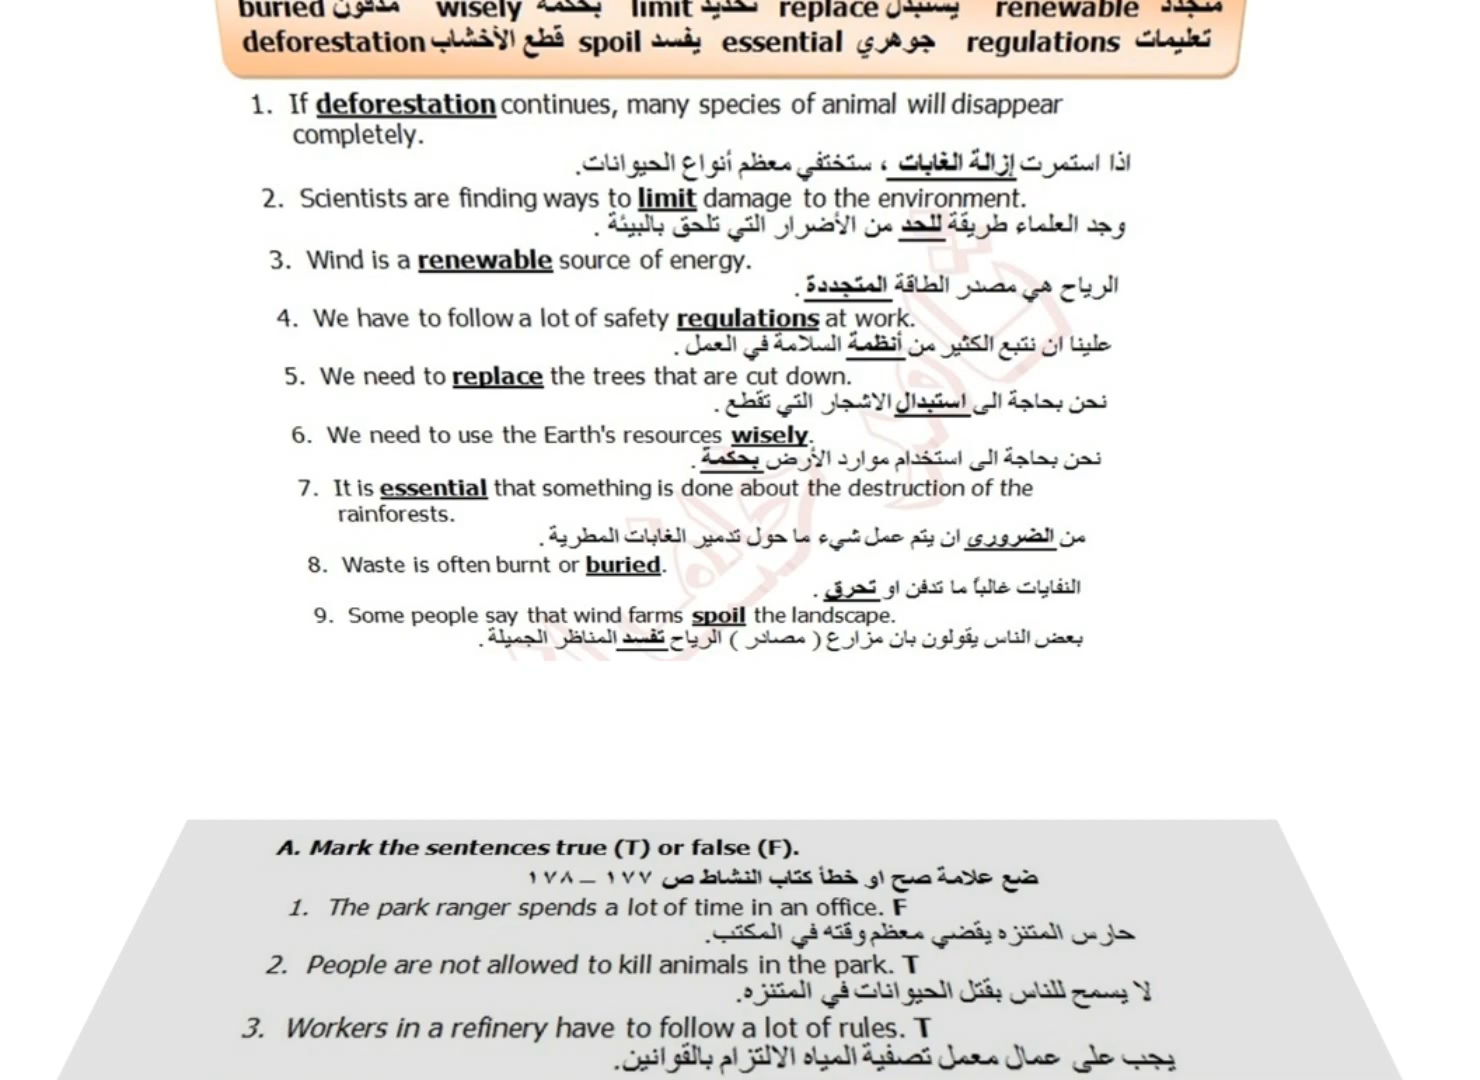 buried مدفون wisely بحكمة limit تحديد replace يستبدل renewable متجدد
deforestation قطع الأخشاب spoil يفسد essential جوهري regulations تعليمات
1. If deforestation continues, many species of animal will disappear
completely.
اذا استمرت إزالة الغابات ، ستختفي معظم أنواع الحيوانات.
2. Scientists are finding ways to limit damage to the environment.
وجد العلماء طريقة للحد من الأضرار التي تلحق بالبيئة .
3. Wind is a renewable source of energy.
الرياح هي مصدر الطاقة المتجددة .
4. We have to follow a lot of safety regulations at work.
علينا ان نتبع الكثير من أنظمة السلامة في العمل .
5. We need to replace the trees that are cut down.
نحن بحاجة الى استبدال الاشجار التي تقطع .
6. We need to use the Earth's resources wisely.
نحن بحاجة الى استخدام موارد الأرض بحكمة .
7. It is essential that something is done about the destruction of the
rainforests.
من الضروري ان يتم عمل شيء ما حول تدمير الغابات المطرية .
8. Waste is often burnt or buried.
النفايات غالباً ما تدفن او تحرق .
9. Some people say that wind farms spoil the landscape.
بعض الناس يقولون بان مزارع ( مصادر ) الرياح تفسد المناظر الجميلة .
A. Mark the sentences true (T) or false (F).
ضع علامة صح او خطأ كتاب النشاط ص ١٧٧ – ١٧٨
1. The park ranger spends a lot of time in an office. F
حارس المتنزه يقضي معظم وقته في المكتب.
2. People are not allowed to kill animals in the park. T
لا يسمح للناس بقتل الحيوانات في المتنزه.
3. Workers in a refinery have to follow a lot of rules. T
يجب على عمال معمل تصفية المياه الالتزام بالقوانين.